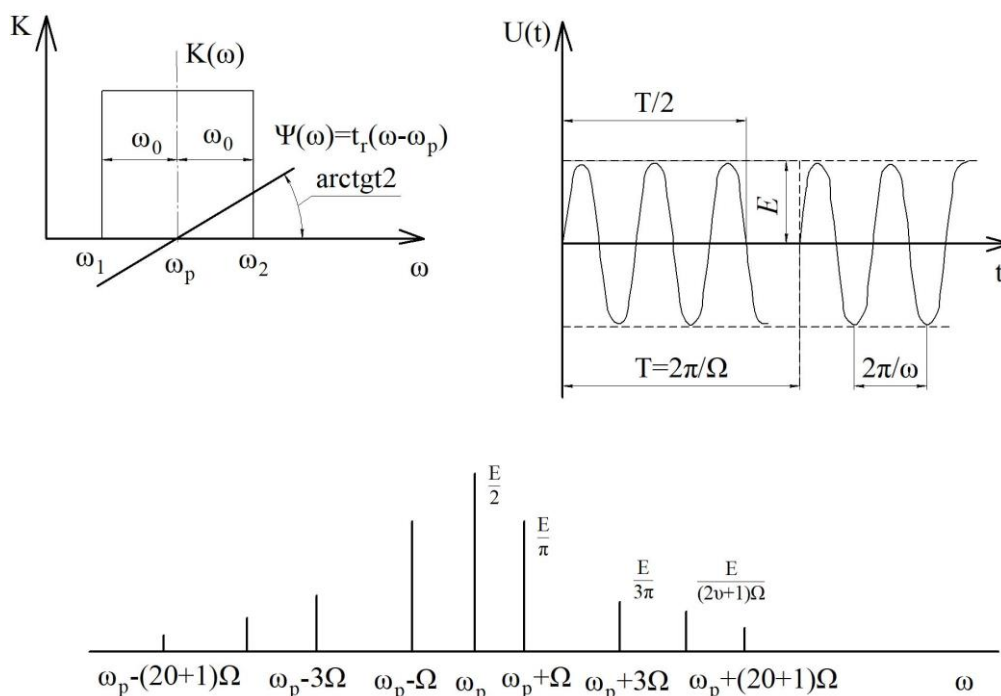 K
K(ω)
ω₀ ω₀
Ψ(ω)=tᵣ(ω-ωₚ)
arctgt2
ω₁ ωₚ ω₂ ω
U(t)
T/2
E
t
T=2π/Ω 2π/ω
E/2
E/π
E/3π
E/(2υ+1)Ω
ωₚ-(20+1)Ω ωₚ-3Ω ωₚ-Ω ωₚ ωₚ+Ω ωₚ+3Ω ωₚ+(20+1)Ω ω